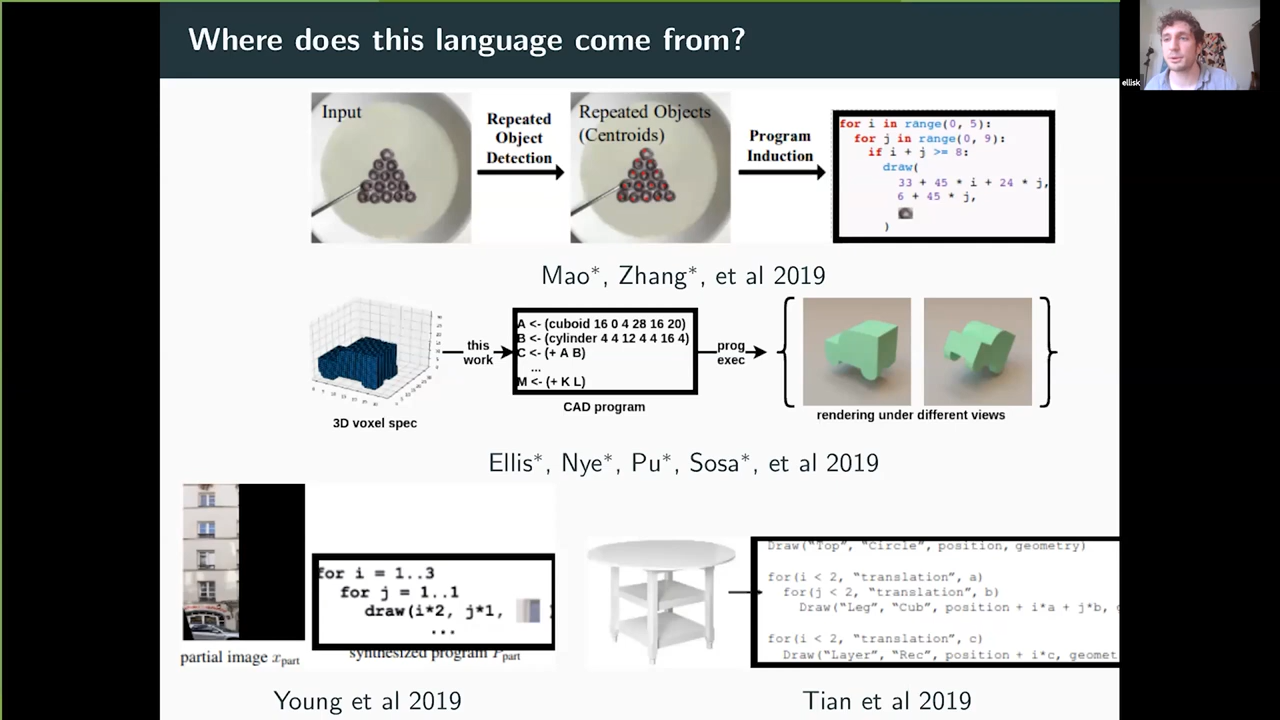 Where does this language come from?
ellisk
Input
Repeated
Object
Detection
Repeated Objects
(Centroids)
Program
Induction
for i in range(0, 5):
for j in range(0, 9):
if i + j >= 8:
draw(
33 + 45 * i + 24 * j,
6 + 45 * j,
)
Mao*, Zhang*, et al 2019
this
work
A <- (cuboid 16 0 4 28 16 20)
B <- (cylinder 4 4 12 4 4 16 4)
C <- (+ A B)
...
M <- (+ K L)
prog
exec
3D voxel spec
CAD program
rendering under different views
Ellis*, Nye*, Pu*, Sosa*, et al 2019
for i = 1..3
for j = 1..1
draw(i*2, j*1,
...
partial image xpart
synthesized program Ppart
Young et al 2019
Draw("Top", "Circle", position, geometry)
for(i < 2, "translation", a)
for(j < 2, "translation", b)
Draw("Leg", "Cub", position + i*a + j*b,
for(i < 2, "translation", c)
Draw("Layer", "Rec", position + i*c, geomet
Tian et al 2019